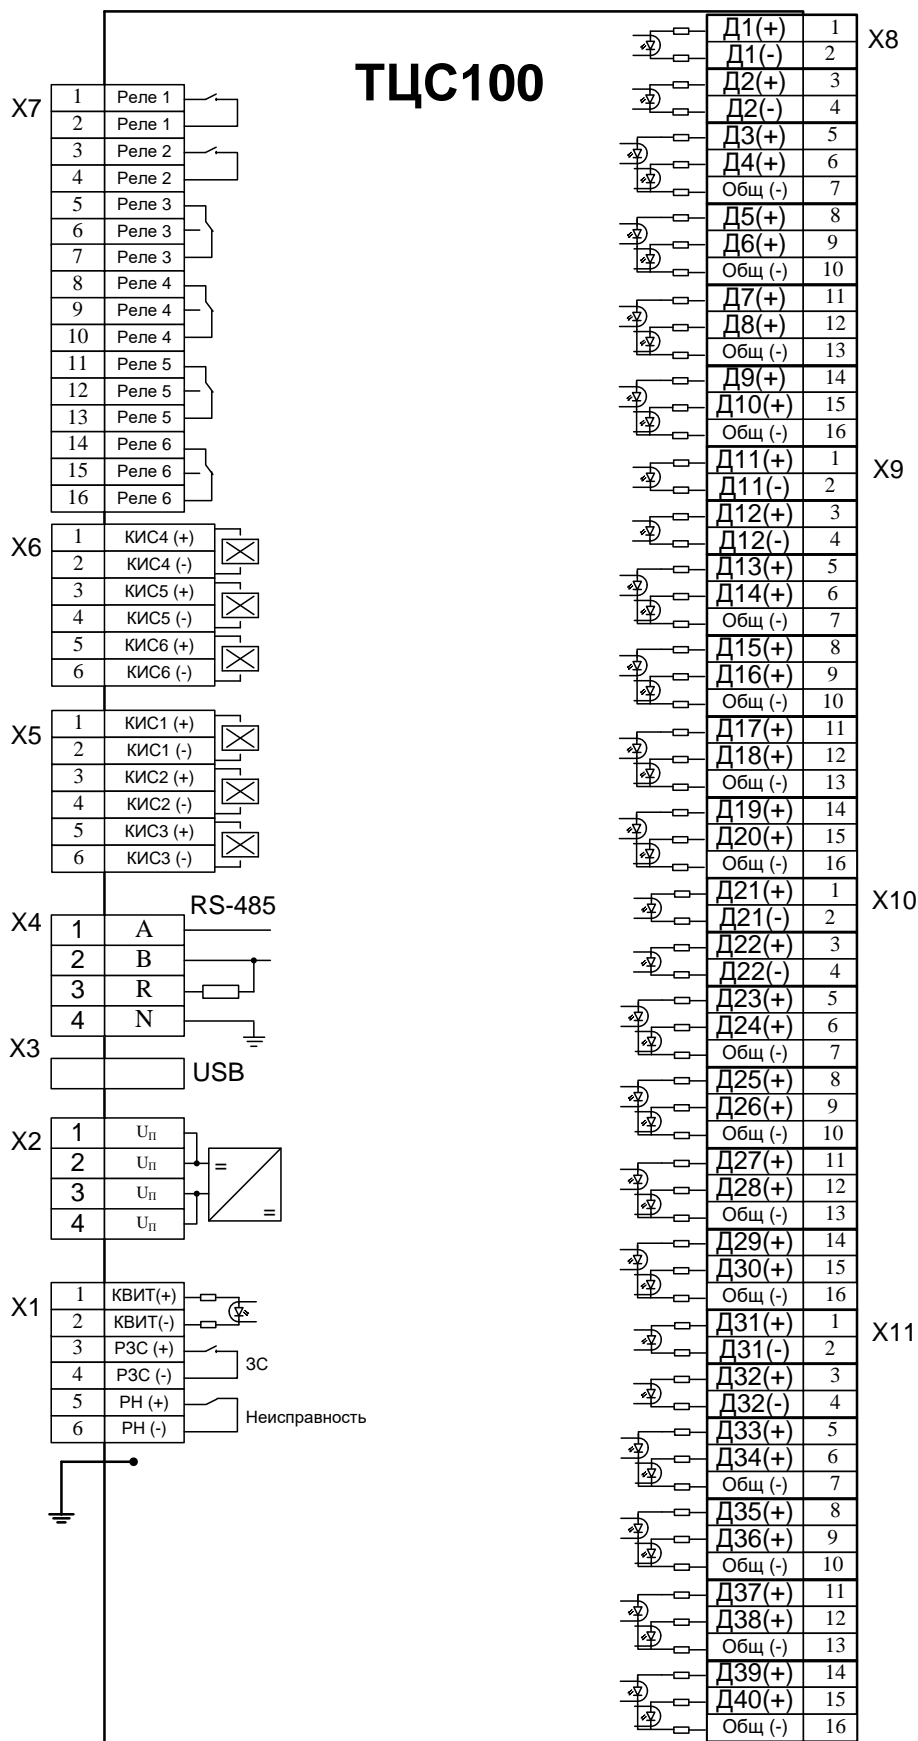 ТЦС100
X7
1 Реле 1
2 Реле 1
3 Реле 2
4 Реле 2
5 Реле 3
6 Реле 3
7 Реле 3
8 Реле 4
9 Реле 4
10 Реле 4
11 Реле 5
12 Реле 5
13 Реле 5
14 Реле 6
15 Реле 6
16 Реле 6
X6
1 КИС4 (+)
2 КИС4 (-)
3 КИС5 (+)
4 КИС5 (-)
5 КИС6 (+)
6 КИС6 (-)
X5
1 КИС1 (+)
2 КИС1 (-)
3 КИС2 (+)
4 КИС2 (-)
5 КИС3 (+)
6 КИС3 (-)
X4
RS-485
1 A
2 B
3 R
4 N
X3
USB
X2
1 UП
2 UП
3 UП
4 UП
=
=
X1
1 КВИТ(+)
2 КВИТ(-)
3 РЗС (+)
4 РЗС (-)
ЗС
5 РН (+)
6 РН (-)
Неисправность
X8
Д1(+) 1
Д1(-) 2
Д2(+) 3
Д2(-) 4
Д3(+) 5
Д4(+) 6
Общ (-) 7
Д5(+) 8
Д6(+) 9
Общ (-) 10
Д7(+) 11
Д8(+) 12
Общ (-) 13
Д9(+) 14
Д10(+) 15
Общ (-) 16
X9
Д11(+) 1
Д11(-) 2
Д12(+) 3
Д12(-) 4
Д13(+) 5
Д14(+) 6
Общ (-) 7
Д15(+) 8
Д16(+) 9
Общ (-) 10
Д17(+) 11
Д18(+) 12
Общ (-) 13
Д19(+) 14
Д20(+) 15
Общ (-) 16
X10
Д21(+) 1
Д21(-) 2
Д22(+) 3
Д22(-) 4
Д23(+) 5
Д24(+) 6
Общ (-) 7
Д25(+) 8
Д26(+) 9
Общ (-) 10
Д27(+) 11
Д28(+) 12
Общ (-) 13
Д29(+) 14
Д30(+) 15
Общ (-) 16
X11
Д31(+) 1
Д31(-) 2
Д32(+) 3
Д32(-) 4
Д33(+) 5
Д34(+) 6
Общ (-) 7
Д35(+) 8
Д36(+) 9
Общ (-) 10
Д37(+) 11
Д38(+) 12
Общ (-) 13
Д39(+) 14
Д40(+) 15
Общ (-) 16